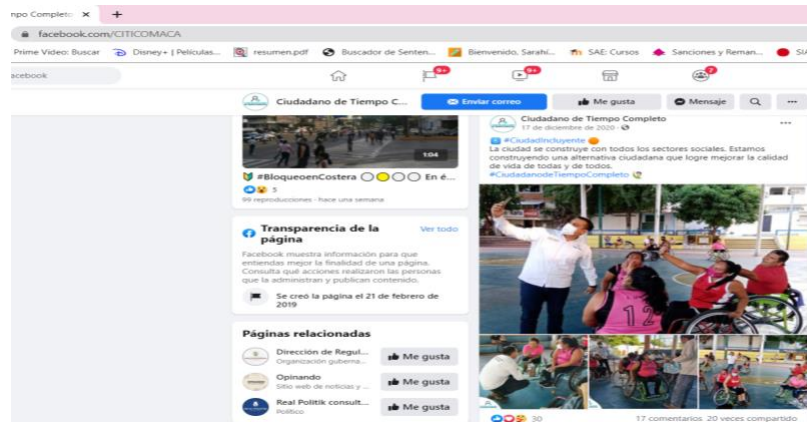 npo Completo × +
facebook.com/CITICOMACA
Prime Video: Buscar Disney+ | Películas... resumen.pdf Buscador de Senten... Bienvenido, Sarahí... SAE: Cursos Sanciones y Reman... SIA
acebook
9+ 9+ 7
Ciudadano de Tiempo C... Enviar correo Me gusta Mensaje ...
1:04
#BloqueoenCostera En é...
5
99 reproducciones · hace una semana
Transparencia de la página Ver todo
Facebook muestra información para que
entiendas mejor la finalidad de una página.
Consulta qué acciones realizaron las personas
que la administran y publican contenido.
Se creó la página el 21 de febrero de
2019
Páginas relacionadas
Dirección de Regul... Me gusta
Organización guberna...
Opinando Me gusta
Sitio web de noticias y ...
Real Politik consult... Me gusta
Político
Ciudadano de Tiempo Completo ...
17 de diciembre de 2020 ·
#CiudadIncluyente
La ciudad se construye con todos los sectores sociales. Estamos
construyendo una alternativa ciudadana que logre mejorar la calidad
de vida de todas y de todos.
#CiudadanodeTiempoCompleto
12
30 17 comentarios 20 veces compartido